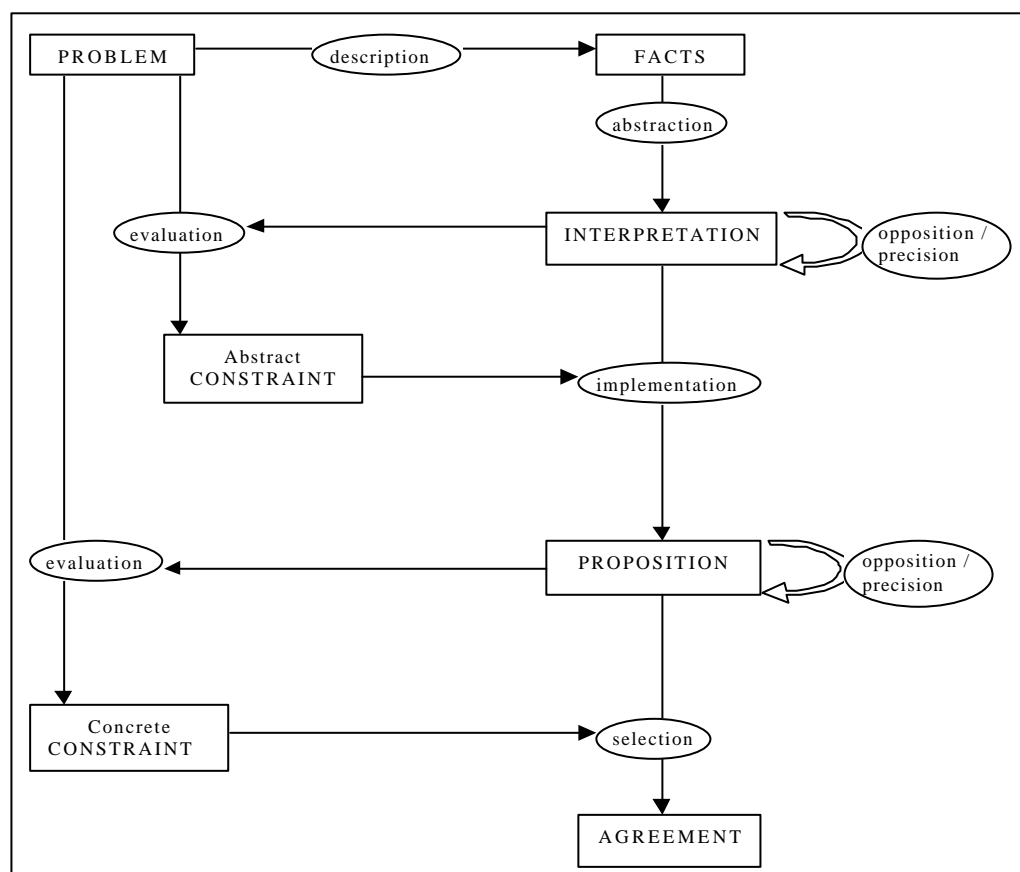 PROBLEM
description
FACTS
abstraction
evaluation
INTERPRETATION
opposition /
precision
Abstract
CONSTRAINT
implementation
evaluation
PROPOSITION
opposition /
precision
Concrete
CONSTRAINT
selection
AGREEMENT